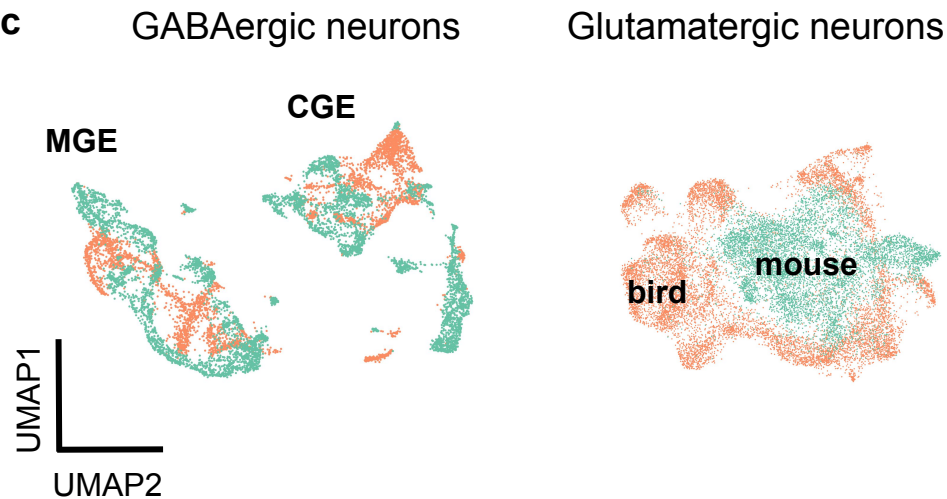 c
GABAergic neurons
Glutamatergic neurons
CGE
MGE
mouse
bird
UMAP1
UMAP2